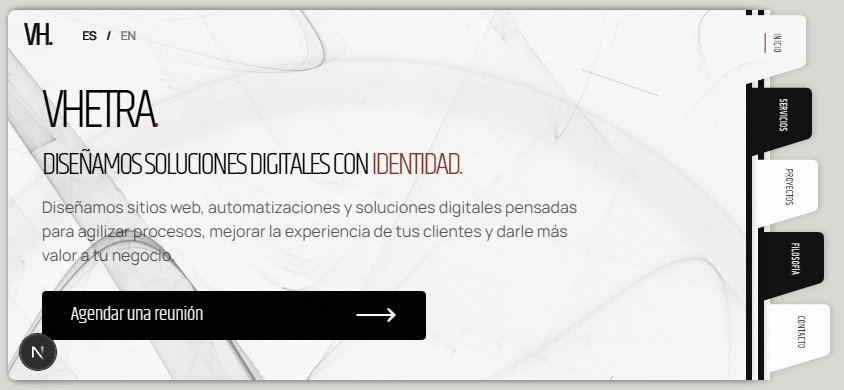 VH.
ES / EN
VHETRA.
DISEÑAMOS SOLUCIONES DIGITALES CON IDENTIDAD.
Diseñamos sitios web, automatizaciones y soluciones digitales pensadas
para agilizar procesos, mejorar la experiencia de tus clientes y darle más
valor a tu negocio.
Agendar una reunión
N
INICIO
SERVICIOS
PROYECTOS
FILOSOFÍA
CONTACTO